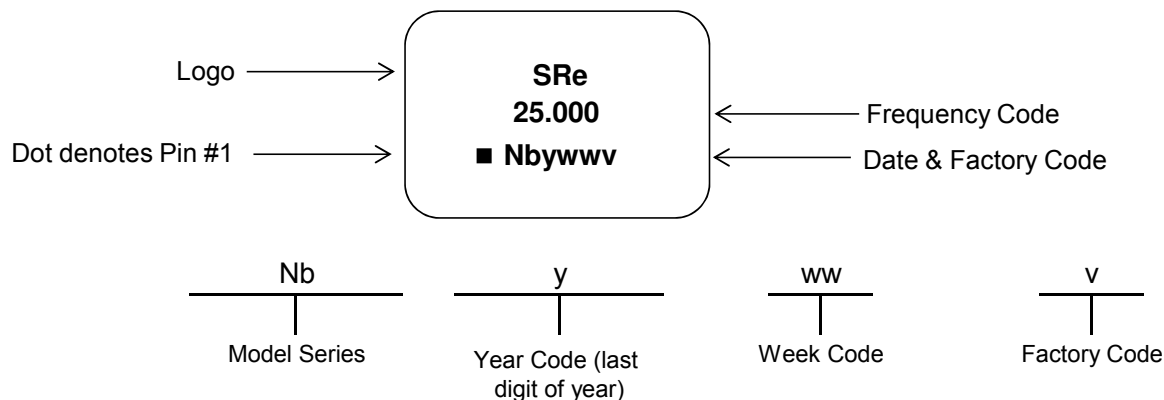 Logo
SRe
25.000
Frequency Code
Dot denotes Pin #1
■ Nbywwv
Date & Factory Code
Nb
y
ww
v
Model Series
Year Code (last
digit of year)
Week Code
Factory Code